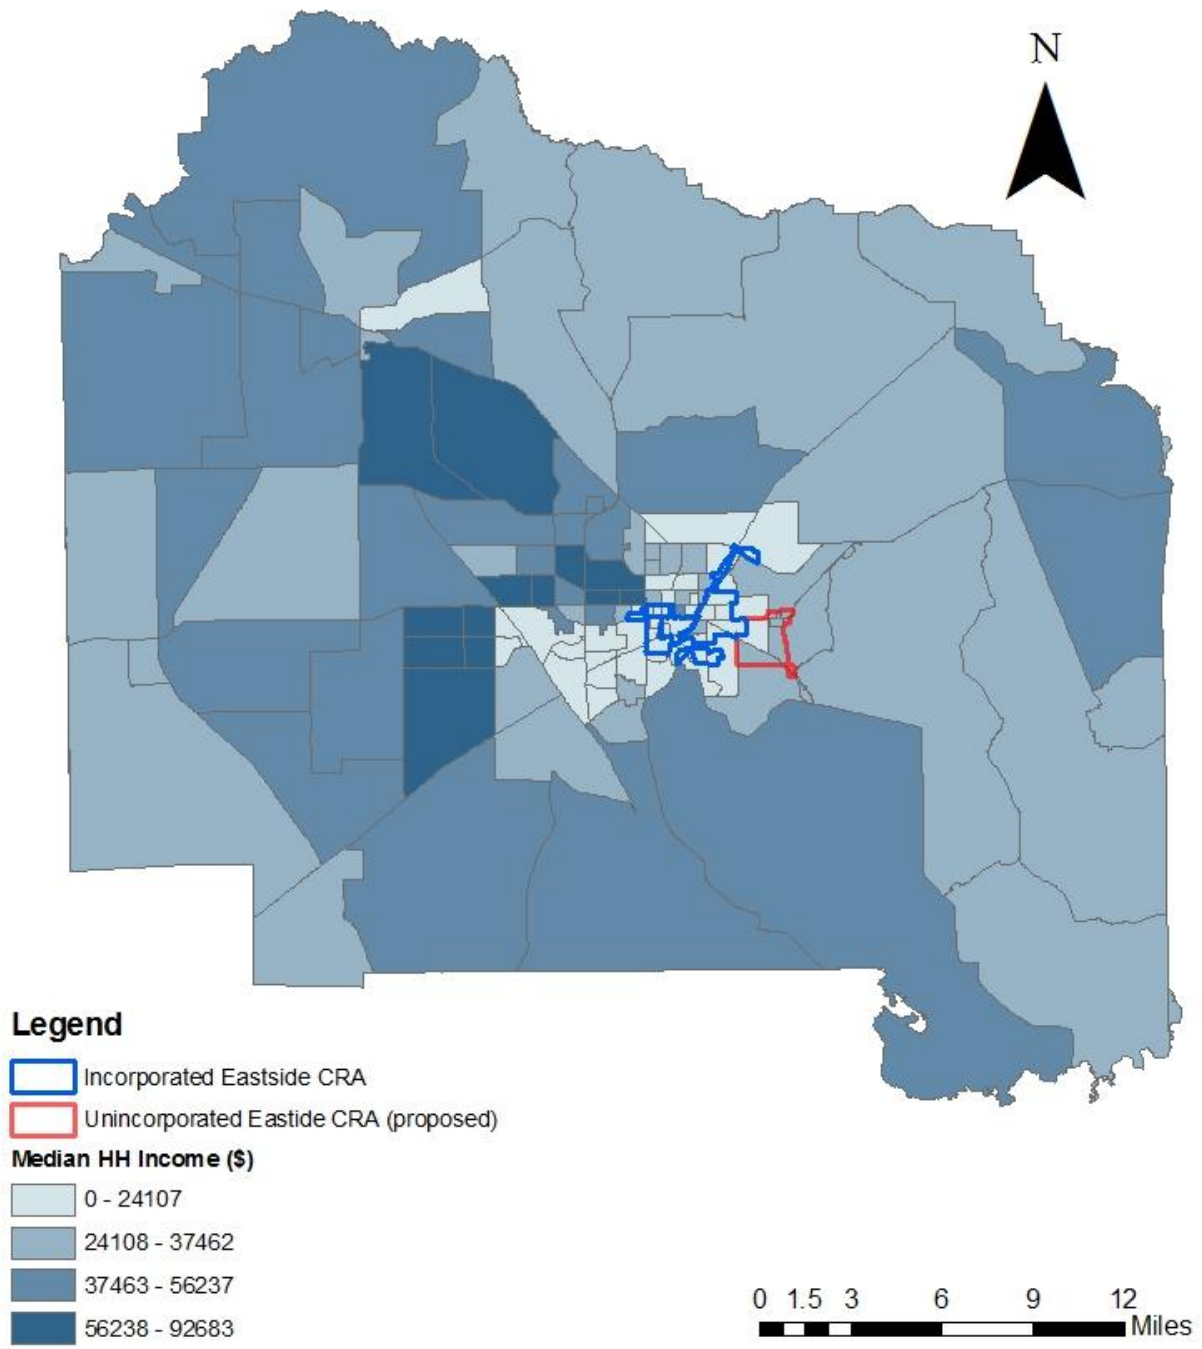 N
Legend
Incorporated Eastside CRA
Unincorporated Eastide CRA (proposed)
Median HH Income ($)
0 - 24107
24108 - 37462
37463 - 56237
56238 - 92683
0 1.5 3 6 9 12
Miles